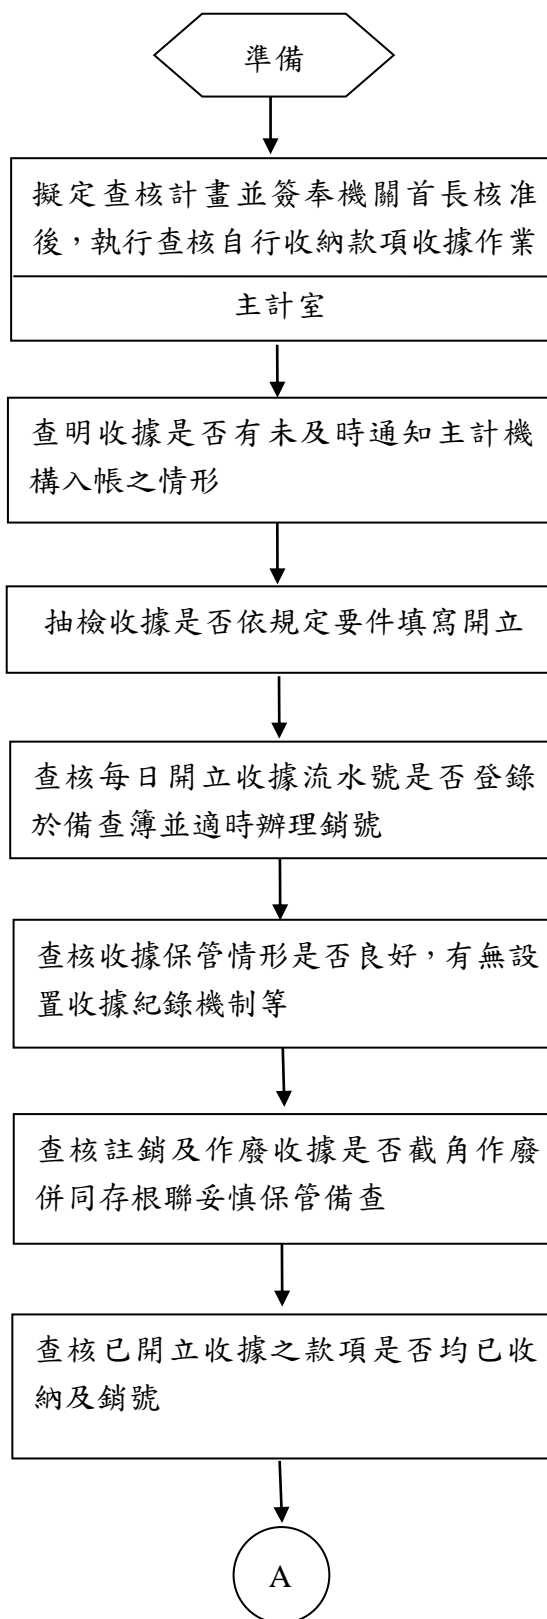 準備
擬定查核計畫並簽奉機關首長核准
後，執行查核自行收納款項收據作業
主計室
查明收據是否有未及時通知主計機
構入帳之情形
抽檢收據是否依規定要件填寫開立
查核每日開立收據流水號是否登錄
於備查簿並適時辦理銷號
查核收據保管情形是否良好，有無設
置收據紀錄機制等
查核註銷及作廢收據是否截角作廢
併同存根聯妥慎保管備查
查核已開立收據之款項是否均已收
納及銷號
A